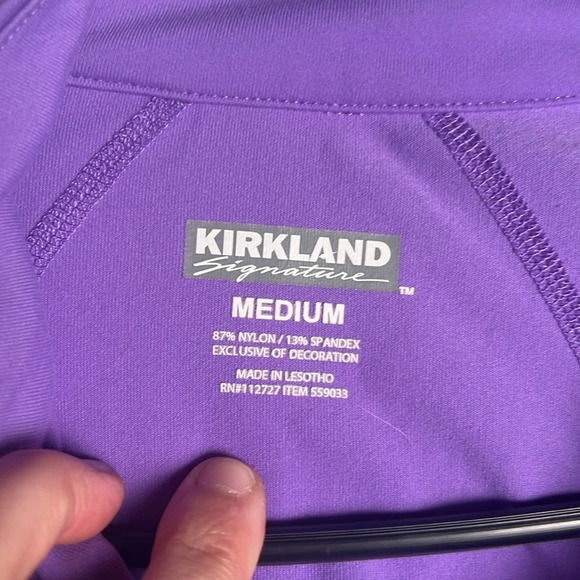 KIRKLAND
Signature
™
MEDIUM
87% NYLON / 13% SPANDEX
EXCLUSIVE OF DECORATION
MADE IN LESOTHO
RN#112727 ITEM 559033